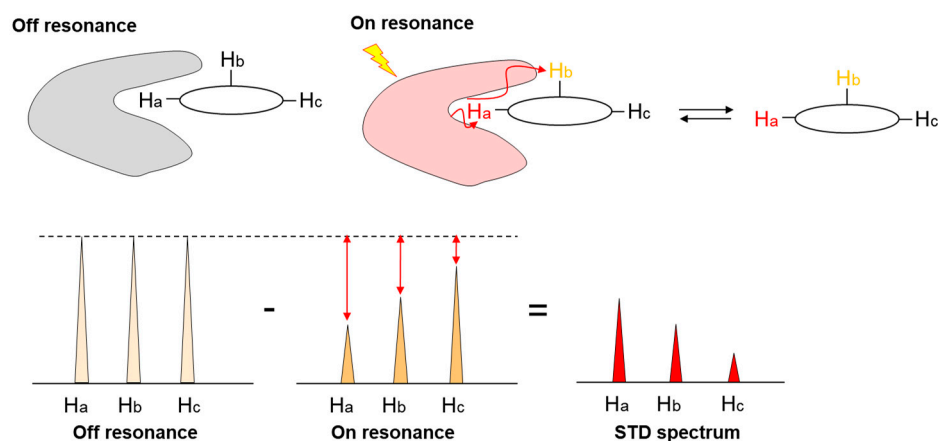 Off resonance
On resonance
Hb
Ha
Hc
Hb
Ha
Hc
Hb
Ha
Hc
-
=
Ha Hb Hc
Off resonance
Ha Hb Hc
On resonance
Ha Hb Hc
STD spectrum